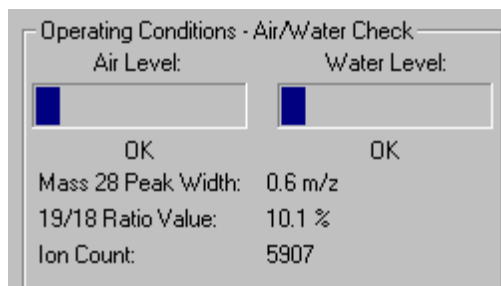 Operating Conditions - Air/Water Check
Air Level: Water Level:
OK OK
Mass 28 Peak Width: 0.6 m/z
19/18 Ratio Value: 10.1 %
Ion Count: 5907